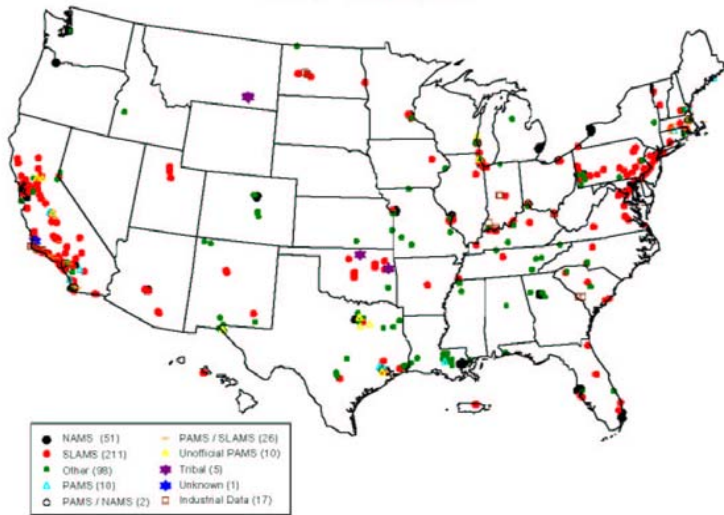 NAMS (51)
SLAMS (211)
Other (98)
PAMS (10)
PAMS / NAMS (2)
PAMS / SLAMS (26)
Unofficial PAMS (10)
Tribal (5)
Unknown (1)
Industrial Data (17)